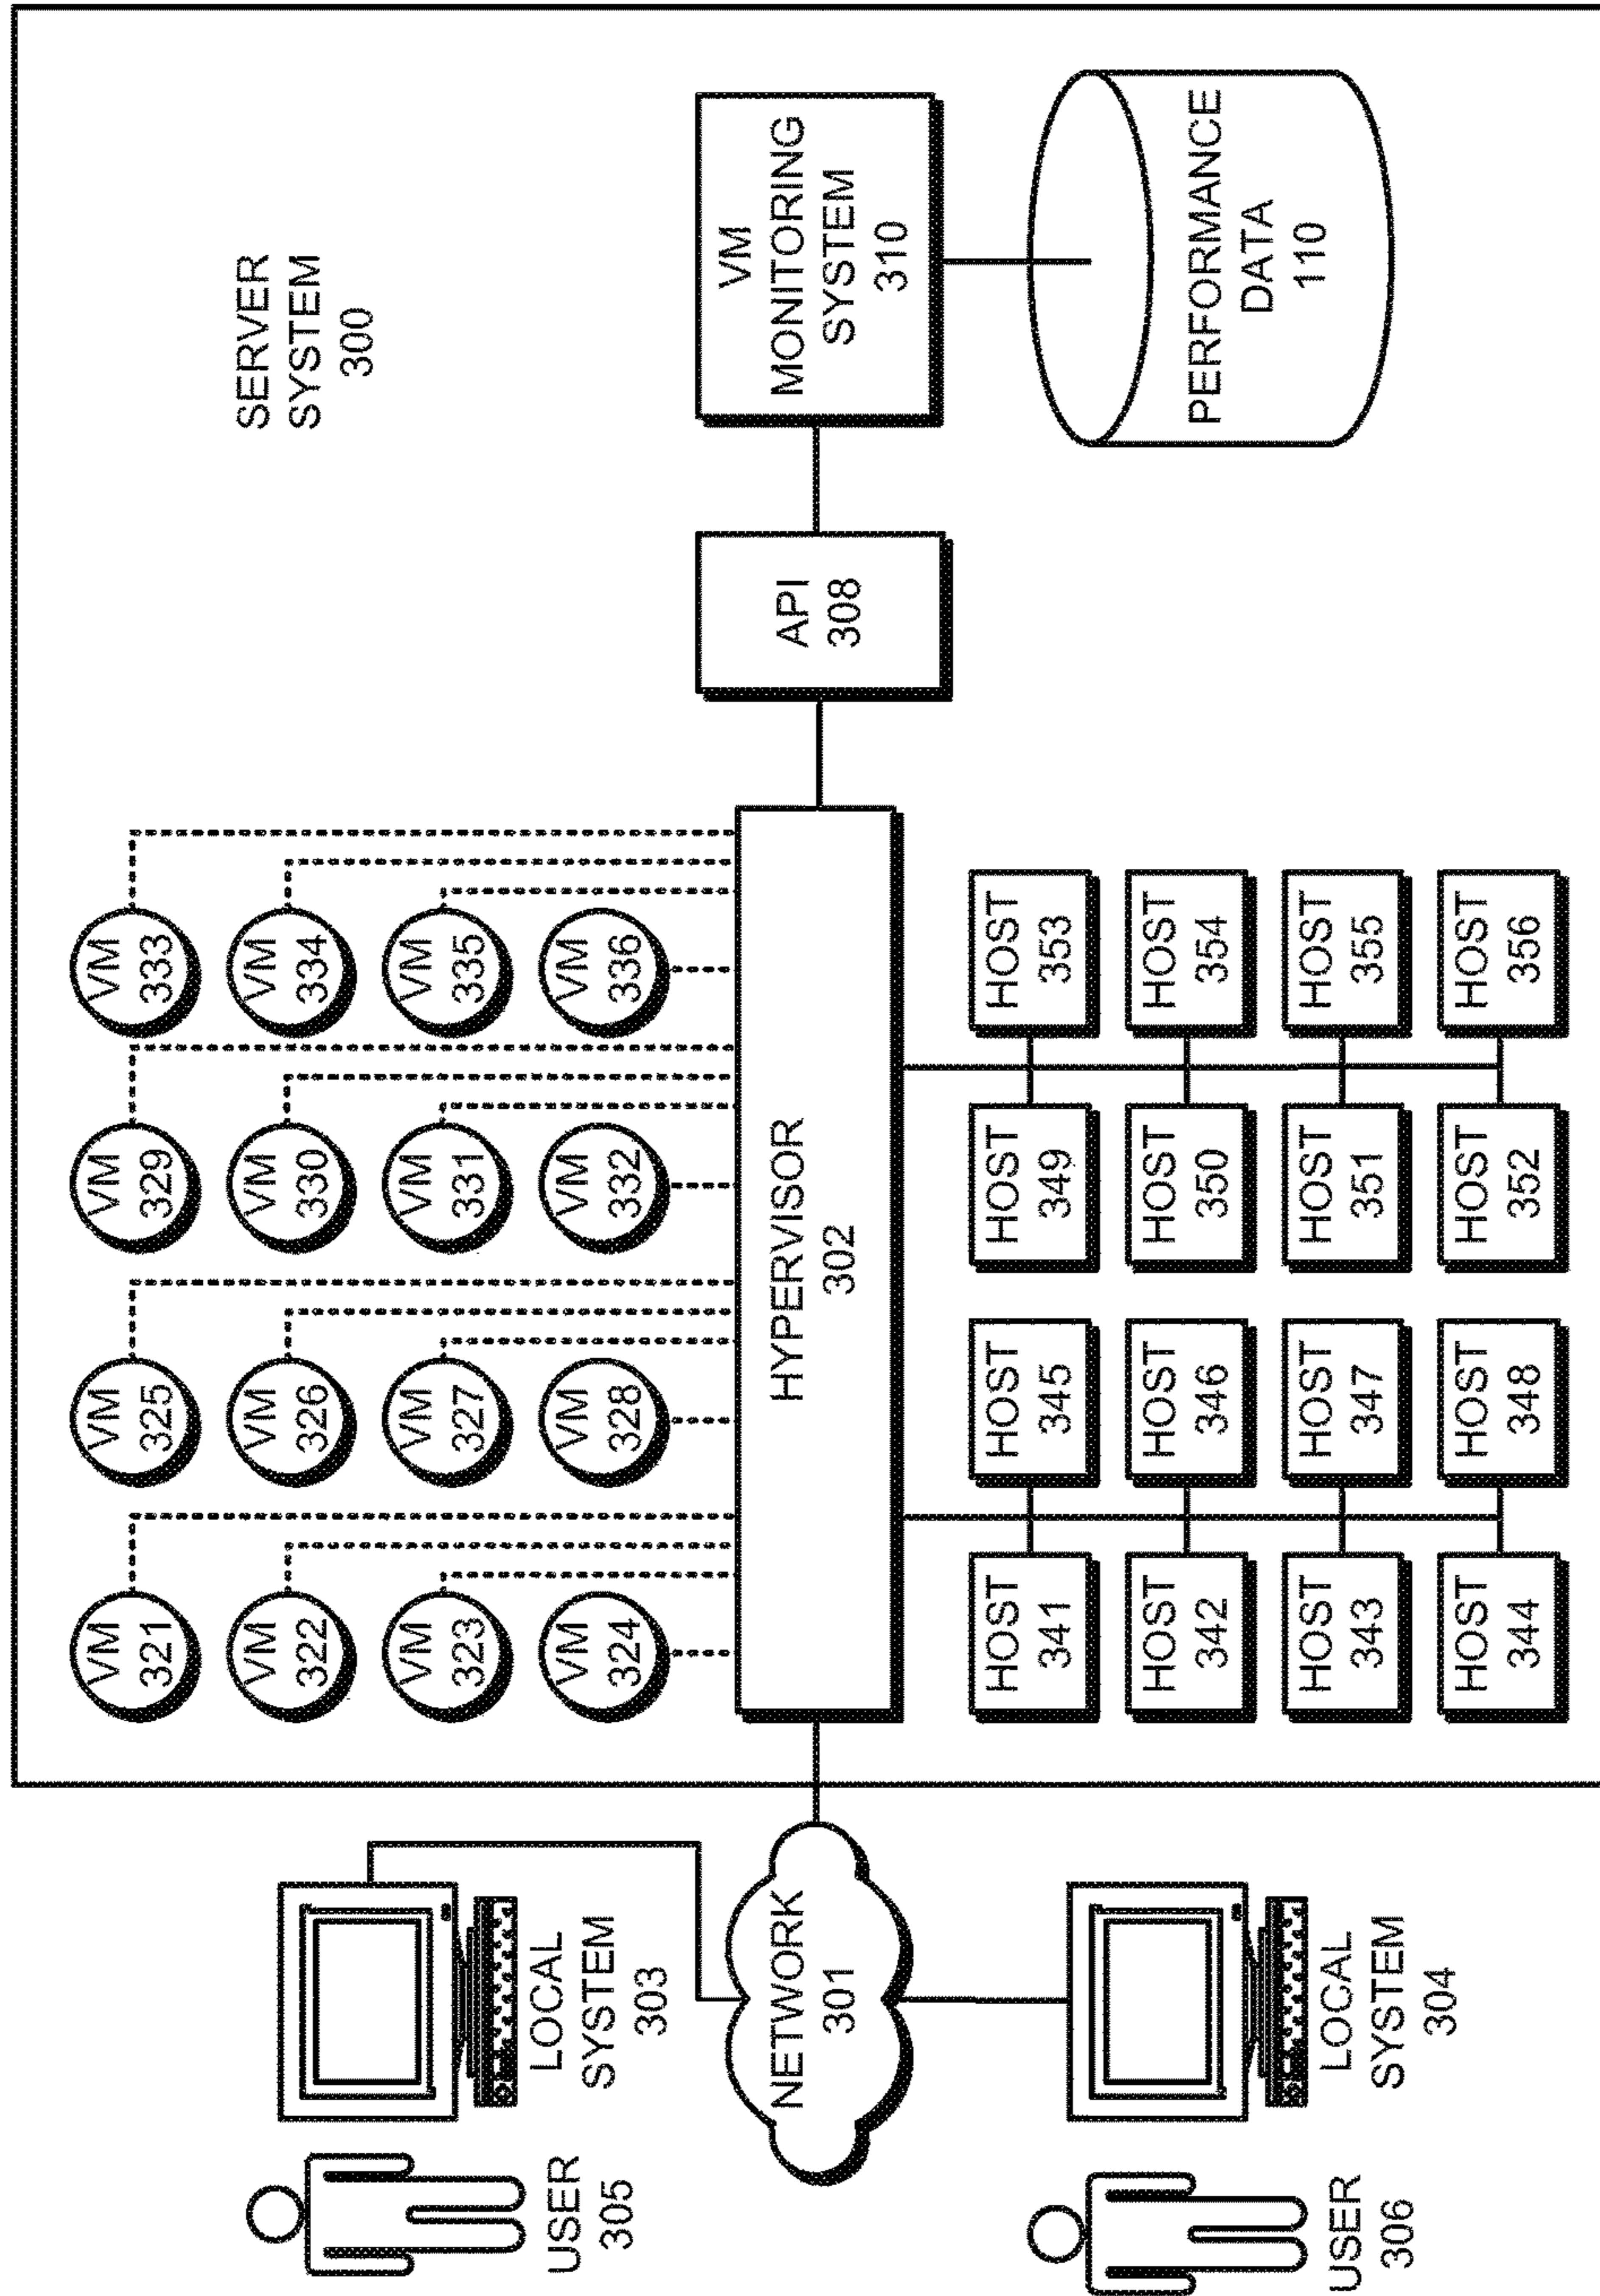 SERVER
SYSTEM
300
VM
321
VM
322
VM
323
VM
324
VM
325
VM
326
VM
327
VM
328
VM
329
VM
330
VM
331
VM
332
VM
333
VM
334
VM
335
VM
336
USER
305
LOCAL
SYSTEM
303
NETWORK
301
HYPERVISOR
302
API
308
VM
MONITORING
SYSTEM
310
PERFORMANCE
DATA
110
HOST
341
HOST
342
HOST
343
HOST
344
HOST
345
HOST
346
HOST
347
HOST
348
HOST
349
HOST
350
HOST
351
HOST
352
HOST
353
HOST
354
HOST
355
HOST
356
USER
306
LOCAL
SYSTEM
304